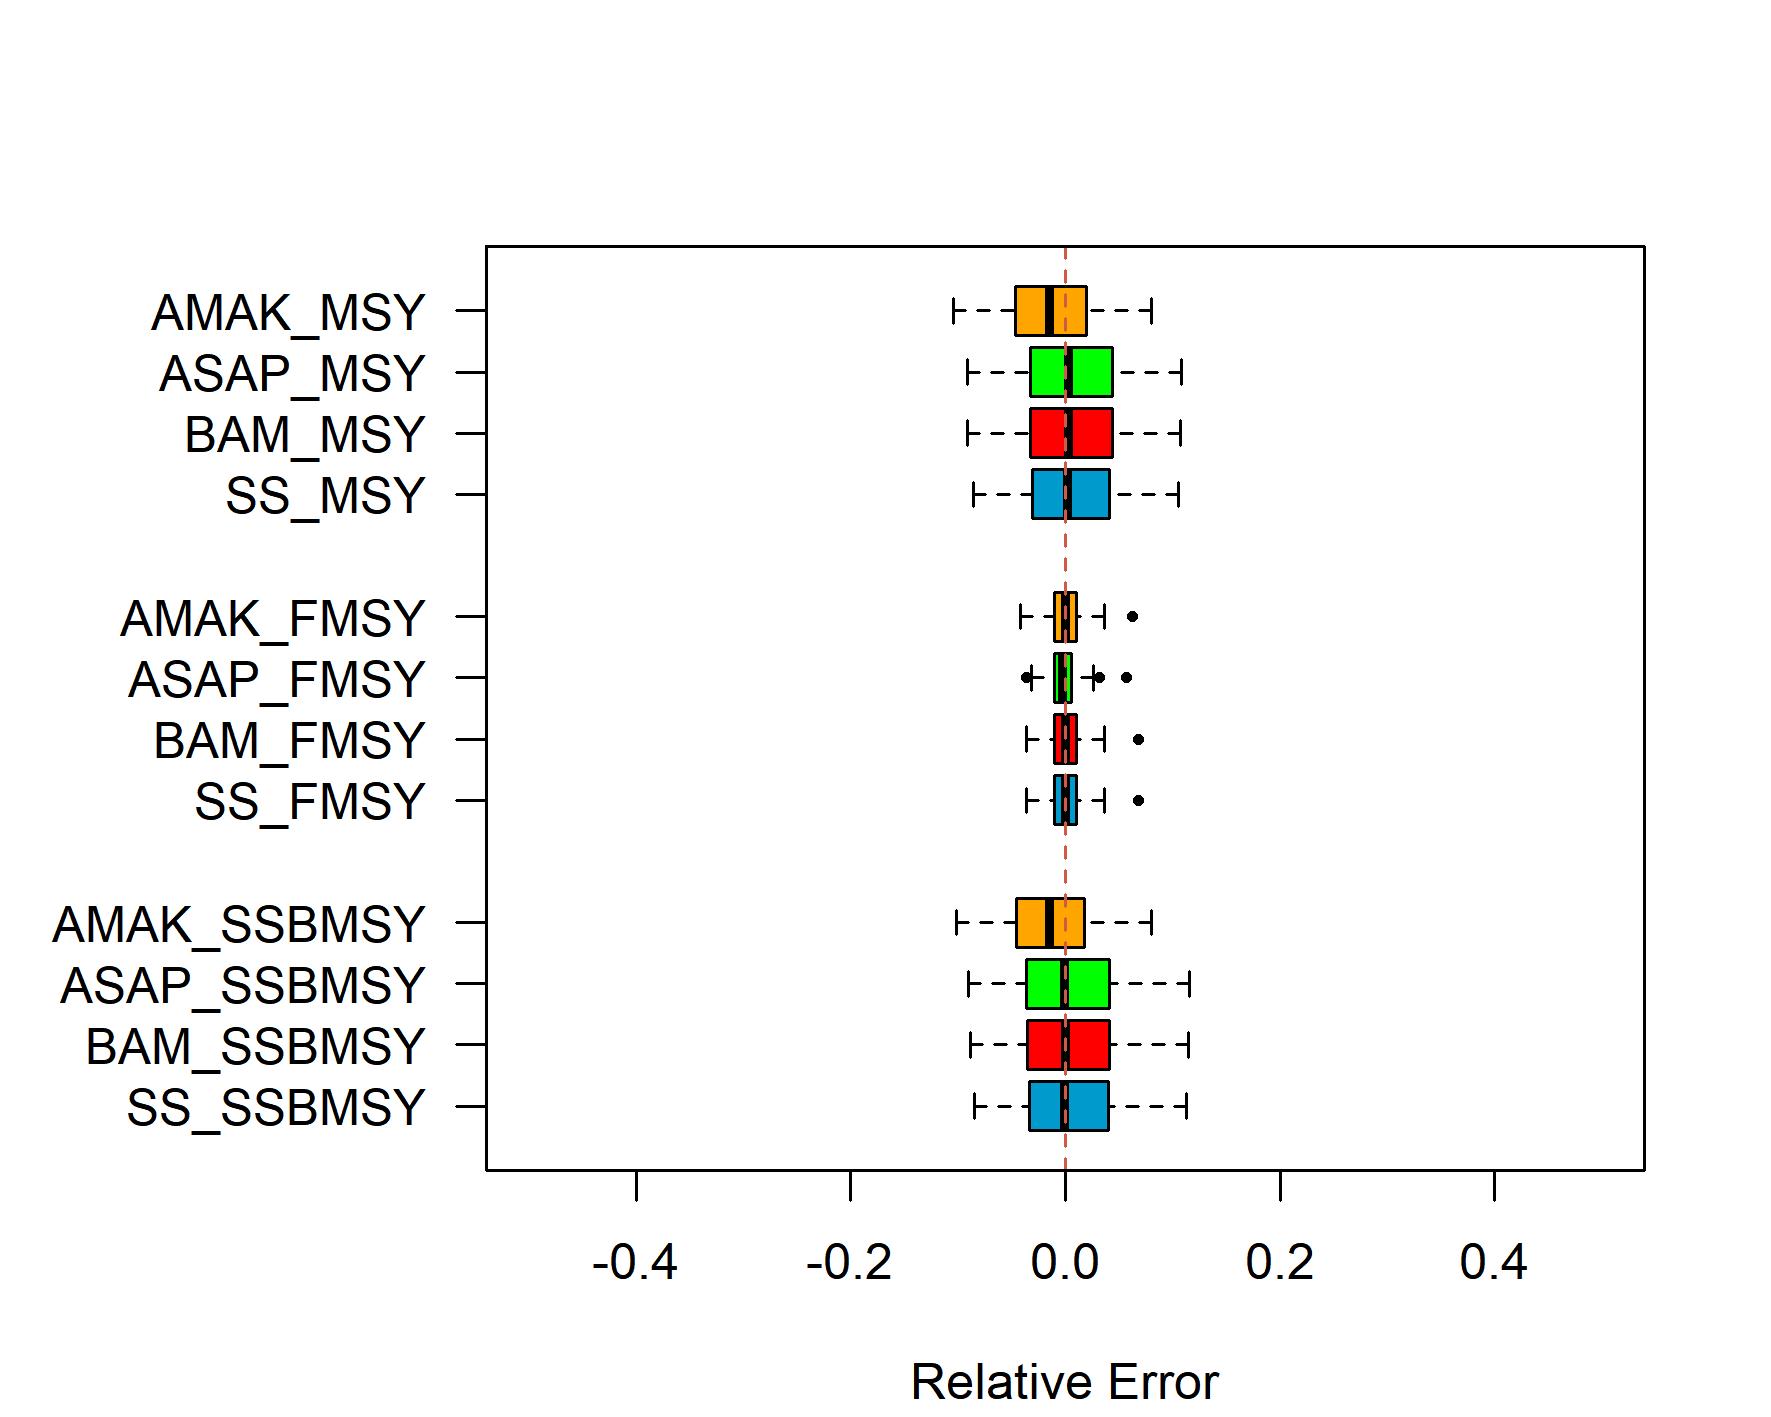 AMAK_MSY
ASAP_MSY
BAM_MSY
SS_MSY
AMAK_FMSY
ASAP_FMSY
BAM_FMSY
SS_FMSY
AMAK_SSBMSY
ASAP_SSBMSY
BAM_SSBMSY
SS_SSBMSY
-0.4 -0.2 0.0 0.2 0.4
Relative Error